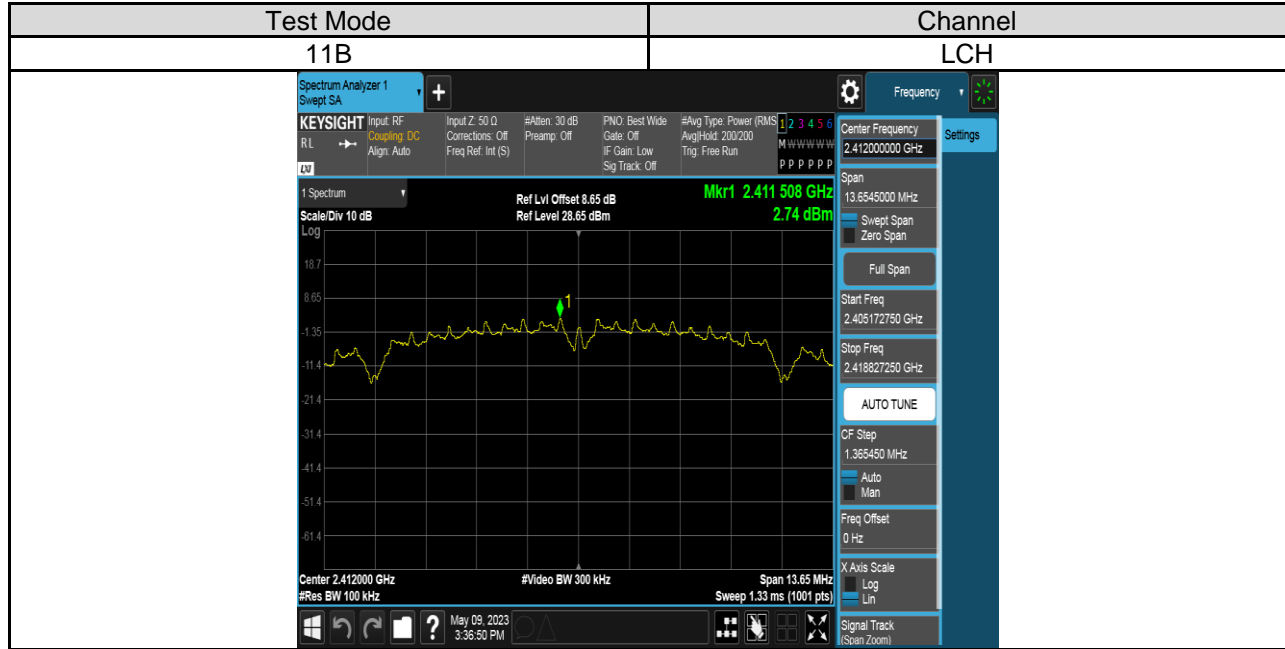 Test Mode
Channel
11B
LCH
Spectrum Analyzer 1
Swept SA
+
Frequency
KEYSIGHT
RL
LXI
Input: RF
Coupling: DC
Align: Auto
Input Z: 50 Ω
Corrections: Off
Freq Ref: Int (S)
#Atten: 30 dB
Preamp: Off
PNO: Best Wide
Gate: Off
IF Gain: Low
Sig Track: Off
#Avg Type: Power (RMS
Avg|Hold: 200/200
Trig: Free Run
1 2 3 4 5 6
M W W W W W
P P P P P P
1 Spectrum
Scale/Div 10 dB
Log
Ref Lvl Offset 8.65 dB
Ref Level 28.65 dBm
Mkr1 2.411 508 GHz
2.74 dBm
18.7
8.65
-1.35
-11.4
-21.4
-31.4
-41.4
-51.4
-61.4
1
Center 2.412000 GHz
#Res BW 100 kHz
#Video BW 300 kHz
Span 13.65 MHz
Sweep 1.33 ms (1001 pts)
?
May 09, 2023
3:36:50 PM
Center Frequency
2.412000000 GHz
Settings
Span
13.6545000 MHz
Swept Span
Zero Span
Full Span
Start Freq
2.405172750 GHz
Stop Freq
2.418827250 GHz
AUTO TUNE
CF Step
1.365450 MHz
Auto
Man
Freq Offset
0 Hz
X Axis Scale
Log
Lin
Signal Track
(Span Zoom)